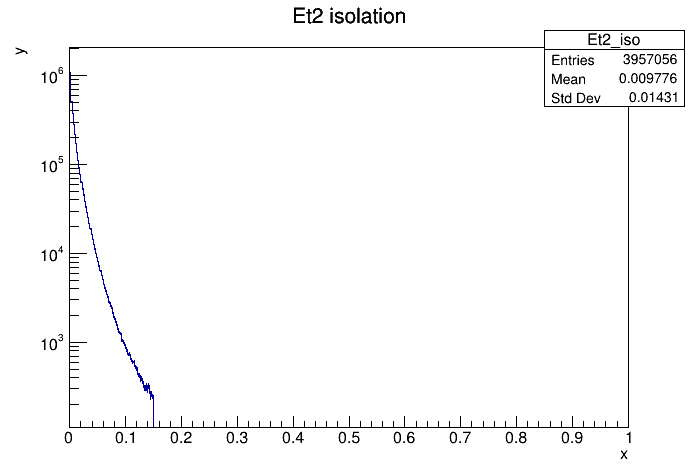 Et2 isolation
y
Et2_iso
Entries 3957056
Mean 0.009776
Std Dev 0.01431
10^6
10^5
10^4
10^3
0 0.1 0.2 0.3 0.4 0.5 0.6 0.7 0.8 0.9 1
x